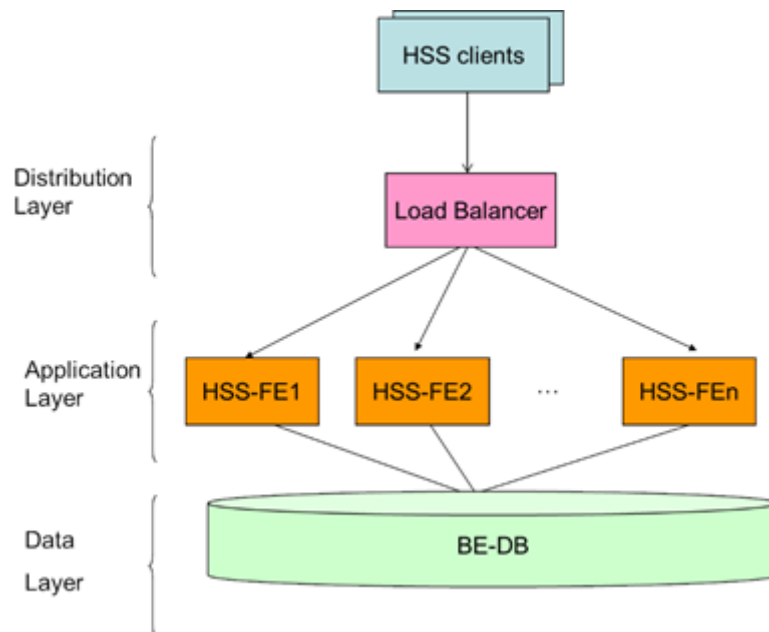 HSS clients
Distribution
Layer
Load Balancer
Application
Layer
HSS-FE1
HSS-FE2
...
HSS-FEn
Data
Layer
BE-DB